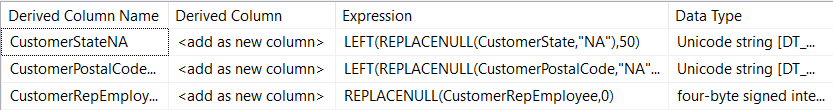 Derived Column Name Derived Column Expression Data Type
CustomerStateNA <add as new column> LEFT(REPLACENULL(CustomerState,"NA"),50) Unicode string [DT_...
CustomerPostalCode... <add as new column> LEFT(REPLACENULL(CustomerPostalCode,"NA"... Unicode string [DT_...
CustomerRepEmploy... <add as new column> REPLACENULL(CustomerRepEmployee,0) four-byte signed inte...